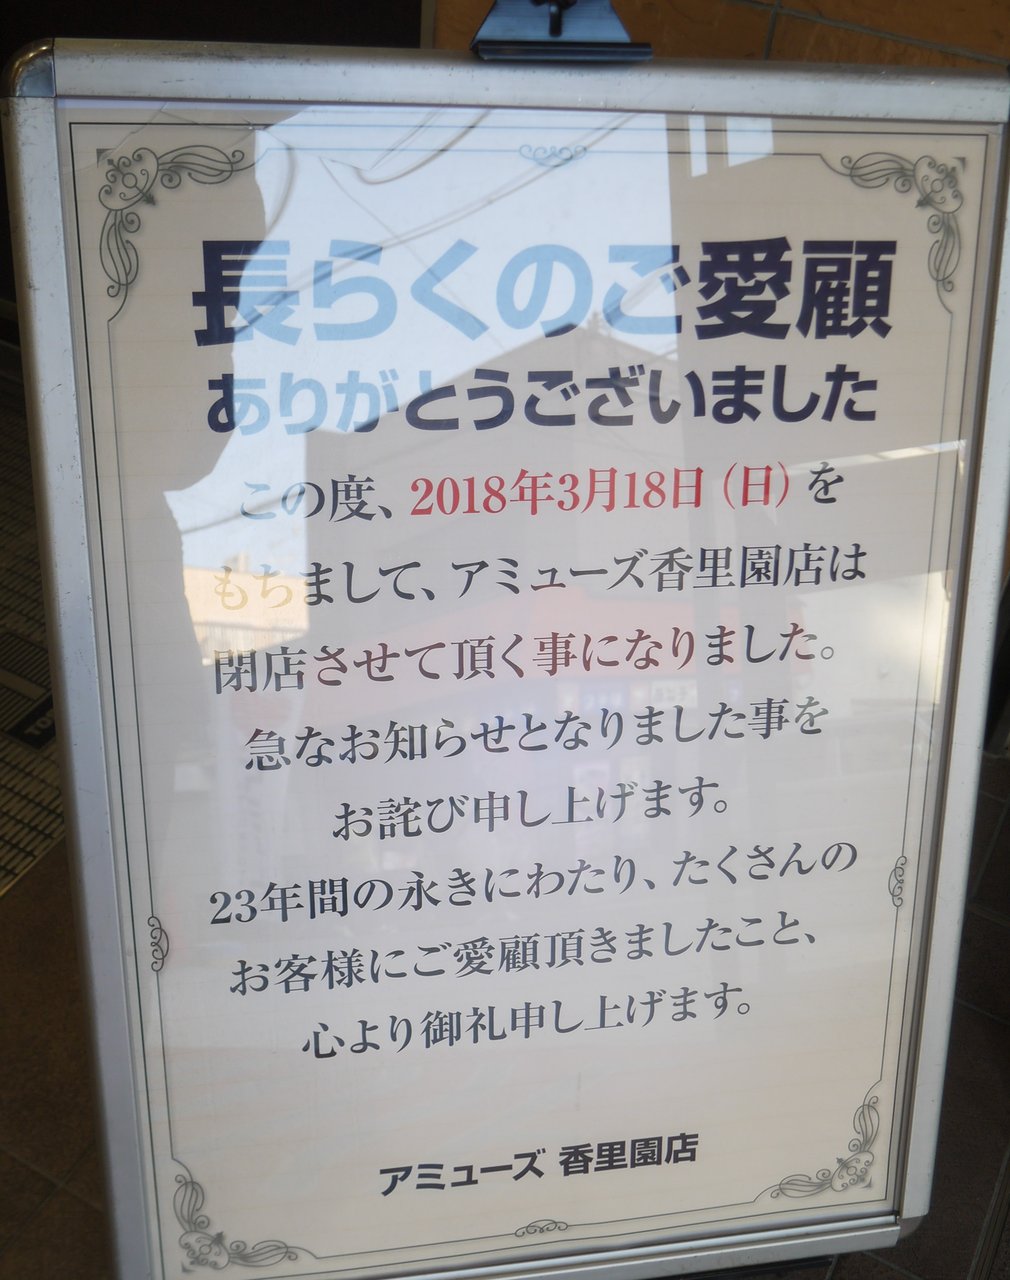 長らくのご愛顧
ありがとうございました
この度、2018年3月18日(日)を
もちまして、アミューズ香里園店は
閉店させて頂く事になりました。
急なお知らせとなりました事を
お詫び申し上げます。
23年間の永きにわたり、たくさんの
お客様にご愛顧頂きましたこと、
心より御礼申し上げます。
アミューズ 香里園店